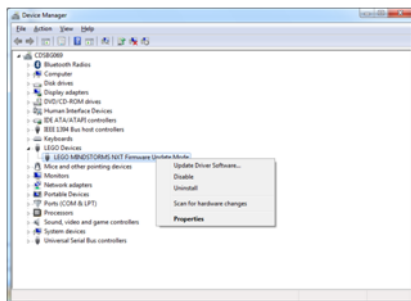 Device Manager
File Action View Help
CDSBG069
Bluetooth Radios
Computer
Disk drives
Display adapters
DVD/CD-ROM drives
Human Interface Devices
IDE ATA/ATAPI controllers
IEEE 1394 Bus host controllers
Keyboards
LEGO Devices
LEGO MINDSTORMS NXT Firmware Update Mode
Mice and other pointing devices
Monitors
Network adapters
Portable Devices
Ports (COM & LPT)
Processors
Sound, video and game controllers
System devices
Universal Serial Bus controllers
Update Driver Software...
Disable
Uninstall
Scan for hardware changes
Properties